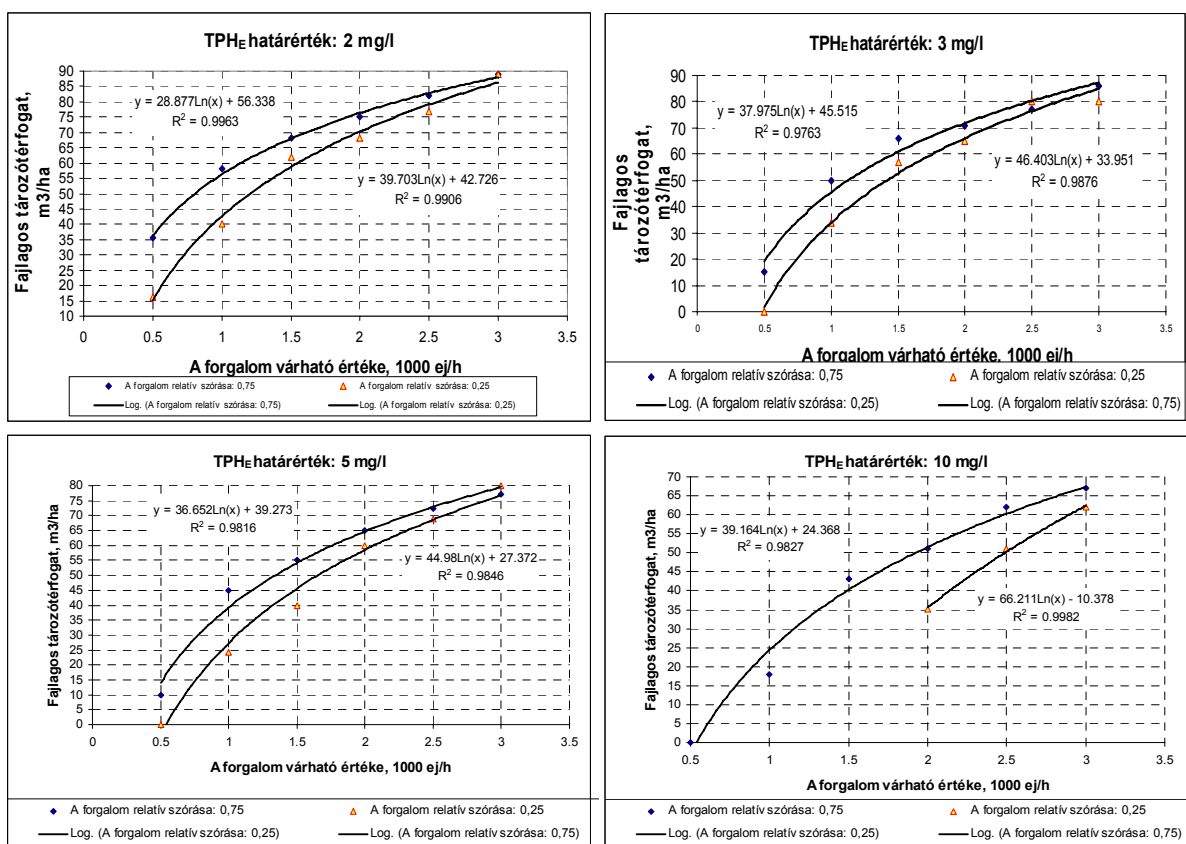 TPHE határérték: 2 mg/l
Fajlagos tározótérfogat,
m3/ha
90
85
80
75
70
65
60
55
50
45
40
35
30
25
20
15
10
y = 28.877Ln(x) + 56.338
R2 = 0.9963
y = 39.703Ln(x) + 42.726
R2 = 0.9906
0 0.5 1 1.5 2 2.5 3 3.5
A forgalom várható értéke, 1000 ej/h
A forgalom relatív szórása: 0,75
A forgalom relatív szórása: 0,25
Log. (A forgalom relatív szórása: 0,75)
Log. (A forgalom relatív szórása: 0,25)
TPHE határérték: 3 mg/l
Fajlagos
tározótérfogat,
m3/ha
90
80
70
60
50
40
30
20
10
0
y = 37.975Ln(x) + 45.515
R2 = 0.9763
y = 46.403Ln(x) + 33.951
R2 = 0.9876
0 0.5 1 1.5 2 2.5 3 3.5
A forgalom várható értéke, 1000 ej/h
A forgalom relatív szórása: 0,75
A forgalom relatív szórása: 0,25
Log. (A forgalom relatív szórása: 0,25)
Log. (A forgalom relatív szórása: 0,75)
TPHE határérték: 5 mg/l
Fajlagos tározótérfogat, m3/ha
80
75
70
65
60
55
50
45
40
35
30
25
20
15
10
5
0
y = 36.652Ln(x) + 39.273
R2 = 0.9816
y = 44.98Ln(x) + 27.372
R2 = 0.9846
0 0.5 1 1.5 2 2.5 3 3.5
A forgalom várható értéke, 1000 ej/h
A forgalom relatív szórása: 0,75
A forgalom relatív szórása: 0,25
Log. (A forgalom relatív szórása: 0,25)
Log. (A forgalom relatív szórása: 0,75)
TPHE határérték: 10 mg/l
Fajlagos tározótérfogat, m3/ha
70
65
60
55
50
45
40
35
30
25
20
15
10
5
0
y = 39.164Ln(x) + 24.368
R2 = 0.9827
y = 66.211Ln(x) - 10.378
R2 = 0.9982
0.5 1 1.5 2 2.5 3 3.5
A forgalom várható értéke, 1000 ej/h
A forgalom relatív szórása: 0,75
A forgalom relatív szórása: 0,25
Log. (A forgalom relatív szórása: 0,25)
Log. (A forgalom relatív szórása: 0,75)